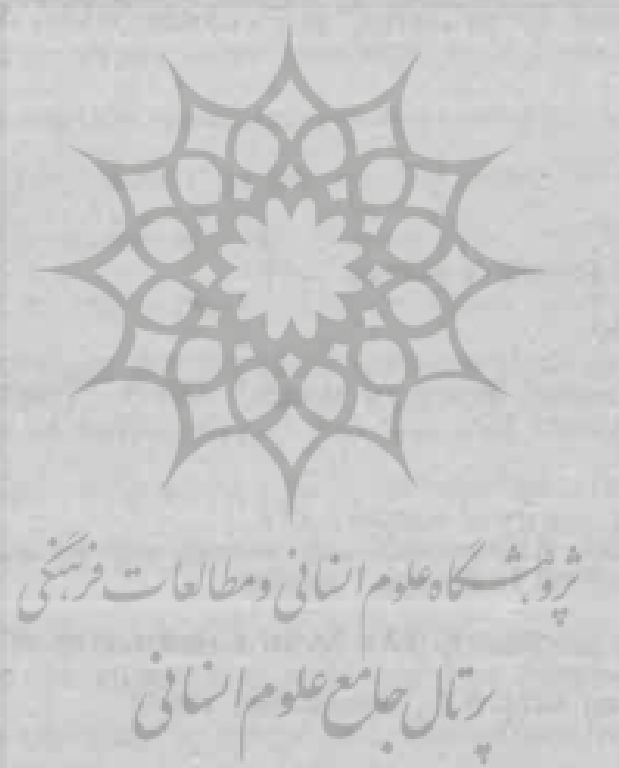 پژوهشگاه علوم انسانی و مطالعات فرهنگی
پرتال جامع علوم انسانی